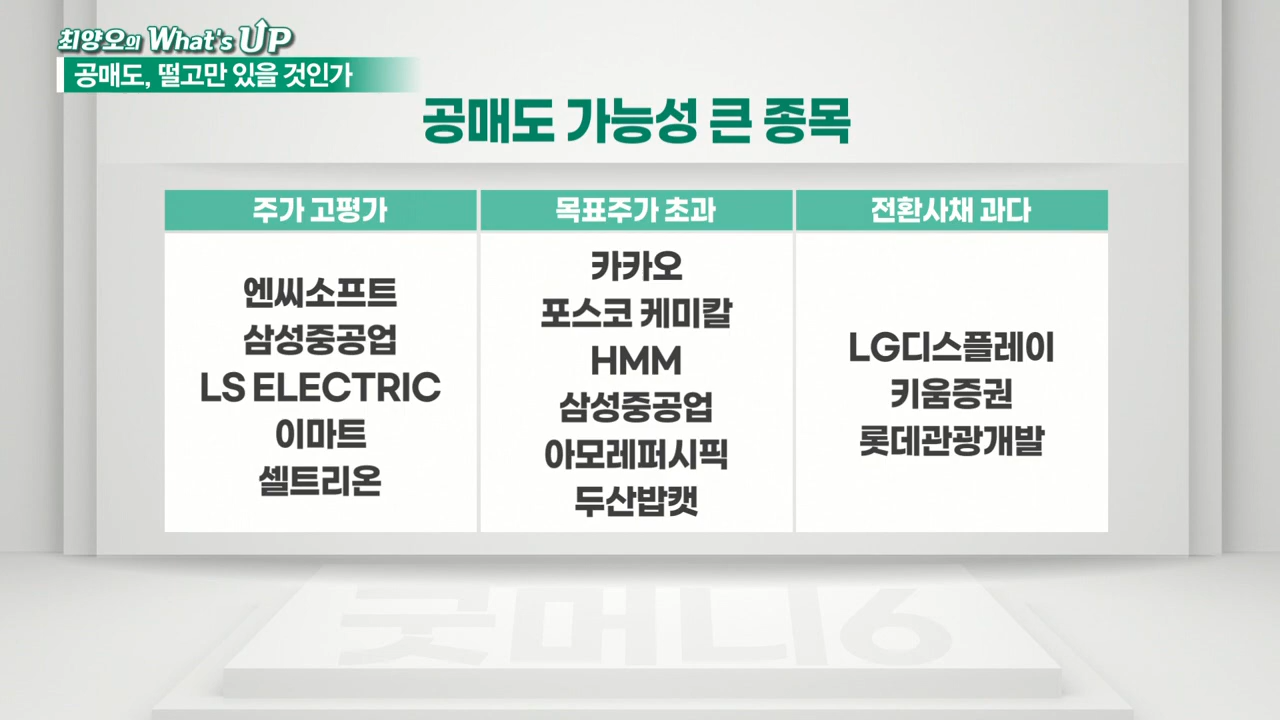 최양오의 What's UP
공매도, 떨고만 있을 것인가
공매도 가능성 큰 종목
주가 고평가
엔씨소프트
삼성중공업
LS ELECTRIC
이마트
셀트리온
목표주가 초과
카카오
포스코 케미칼
HMM
삼성중공업
아모레퍼시픽
두산밥캣
전환사채 과다
LG디스플레이
키움증권
롯데관광개발
굿머니6